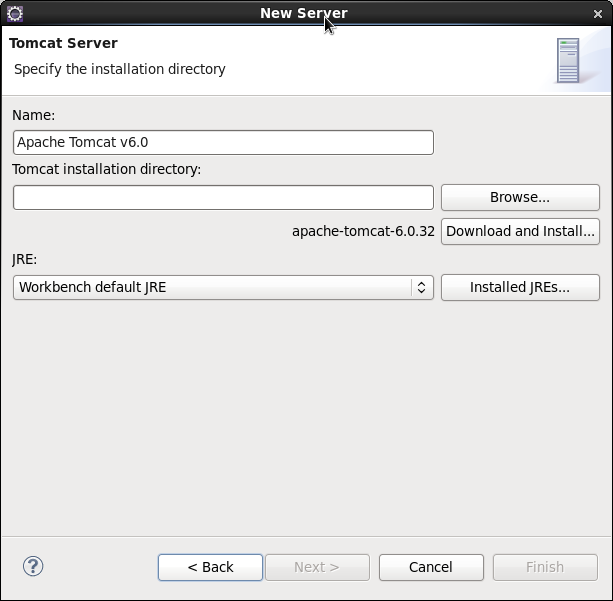 New Server
Tomcat Server
Specify the installation directory
Name:
Apache Tomcat v6.0
Tomcat installation directory:
Browse...
apache-tomcat-6.0.32 Download and Install...
JRE:
Workbench default JRE Installed JREs...
< Back Next > Cancel Finish